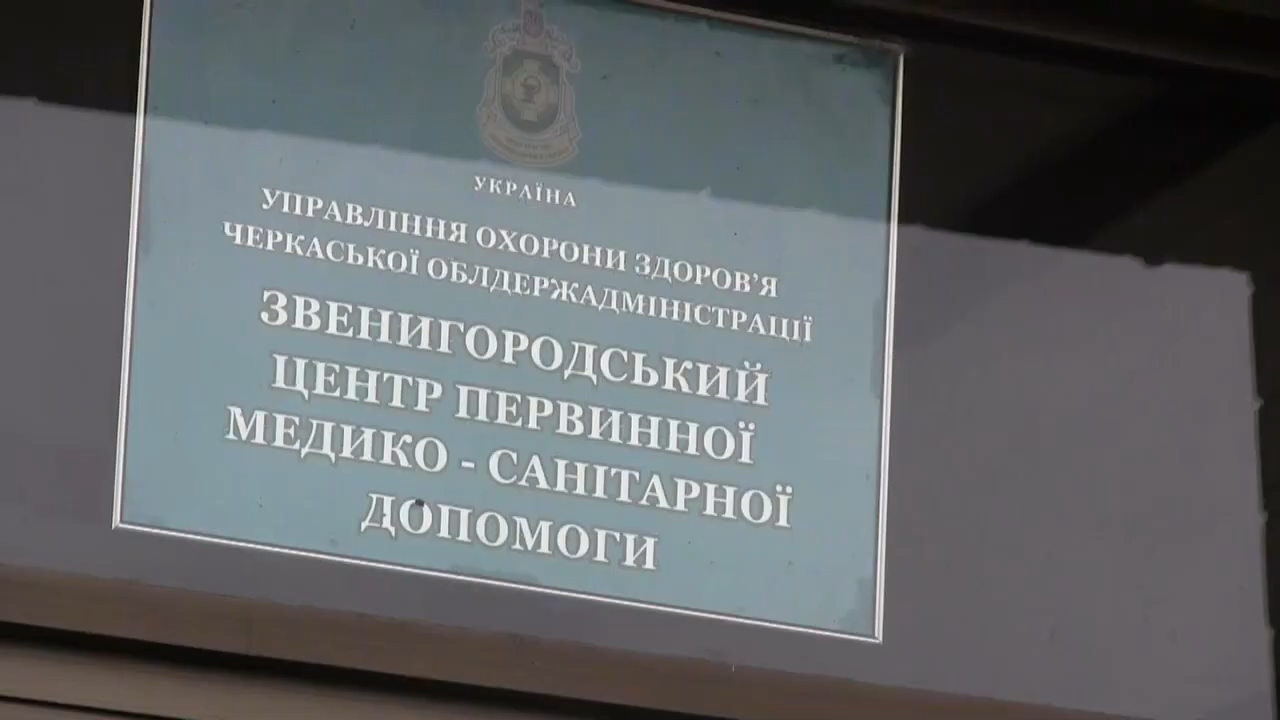 УКРАЇНА
УПРАВЛІННЯ ОХОРОНИ ЗДОРОВ'Я
ЧЕРКАСЬКОЇ ОБЛДЕРЖАДМІНІСТРАЦІЇ
ЗВЕНИГОРОДСЬКИЙ
ЦЕНТР ПЕРВИННОЇ
МЕДИКО - САНІТАРНОЇ
ДОПОМОГИ